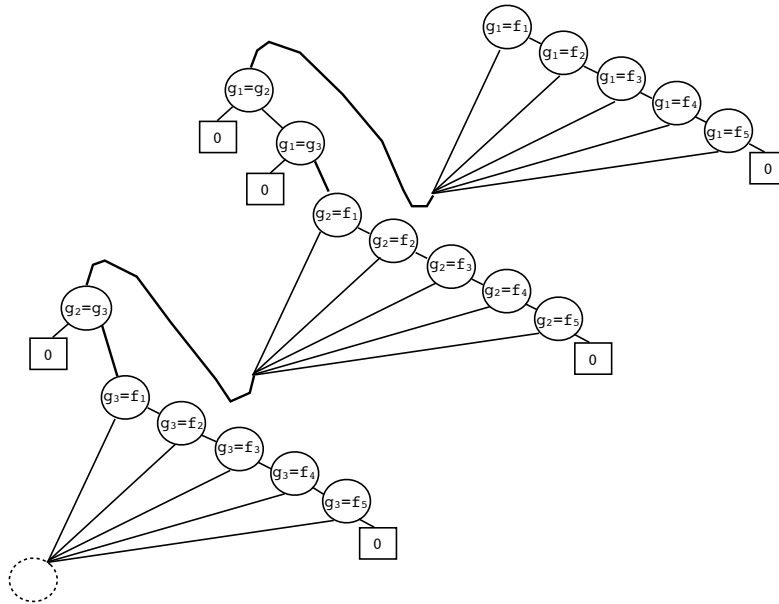 g₁=f₁
g₁=f₂
g₁=f₃
g₁=g₂
g₁=f₄
g₁=f₅
0
g₁=g₃
0
0
g₂=f₁
g₂=f₂
g₂=f₃
g₂=f₄
g₂=g₃
g₂=f₅
0
0
g₃=f₁
g₃=f₂
g₃=f₃
g₃=f₄
g₃=f₅
0